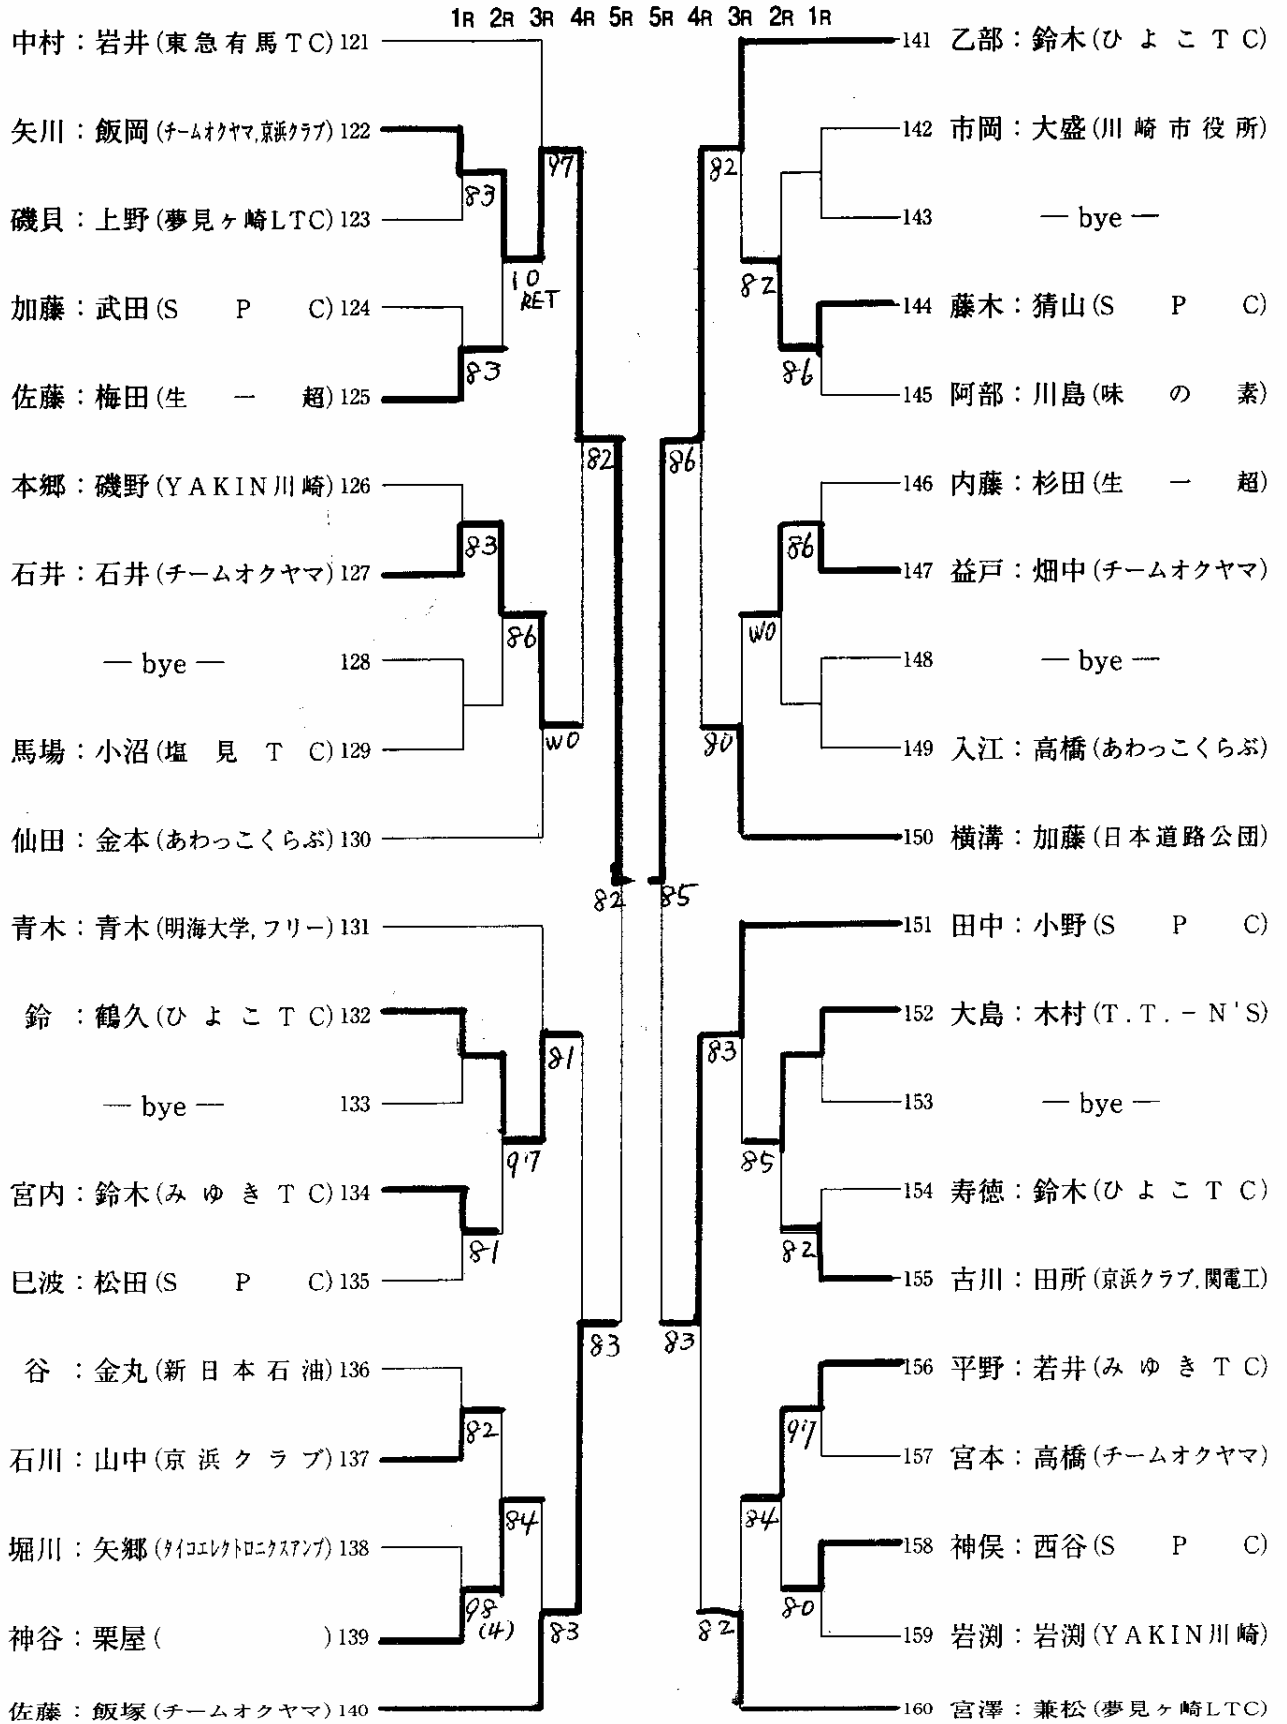 1R 2R 3R 4R 5R 5R 4R 3R 2R 1R
中村：岩井(東急有馬TC) 121
矢川：飯岡(チームオクヤマ,京浜クラブ) 122
97
83
磯貝：上野(夢見ヶ崎LTC) 123
10
RET
加藤：武田(S P C) 124
83
佐藤：梅田(生一超) 125
82
本郷：磯野(YAKIN川崎) 126
83
石井：石井(チームオクヤマ) 127
86
— bye — 128
WO
馬場：小沼(塩見TC) 129
仙田：金本(あわっこくらぶ) 130
82
青木：青木(明海大学,フリー) 131
鈴：鶴久(ひよこTC) 132
81
— bye — 133
97
宮内：鈴木(みゆきTC) 134
81
巳波：松田(S P C) 135
83
谷：金丸(新日本石油) 136
82
石川：山中(京浜クラブ) 137
84
堀川：矢郷(タイコエレクトロニクスアンプ) 138
98
(4)
83
神谷：栗屋( ) 139
佐藤：飯塚(チームオクヤマ) 140
141 乙部：鈴木(ひよこTC)
142 市岡：大盛(川崎市役所)
82
143 — bye —
82
144 藤木：猜山(S P C)
86
145 阿部：川島(味の素)
86
146 内藤：杉田(生一超)
86
147 益戸：畑中(チームオクヤマ)
WO
148 — bye —
80
149 入江：高橋(あわっこくらぶ)
150 横溝：加藤(日本道路公団)
85
151 田中：小野(S P C)
152 大島：木村(T.T.-N'S)
83
153 — bye —
85
154 寿徳：鈴木(ひよこTC)
82
155 古川：田所(京浜クラブ,関電工)
83
156 平野：若井(みゆきTC)
97
157 宮本：高橋(チームオクヤマ)
84
158 神俣：西谷(S P C)
80
82
159 岩渕：岩渕(YAKIN川崎)
160 宮澤：兼松(夢見ヶ崎LTC)